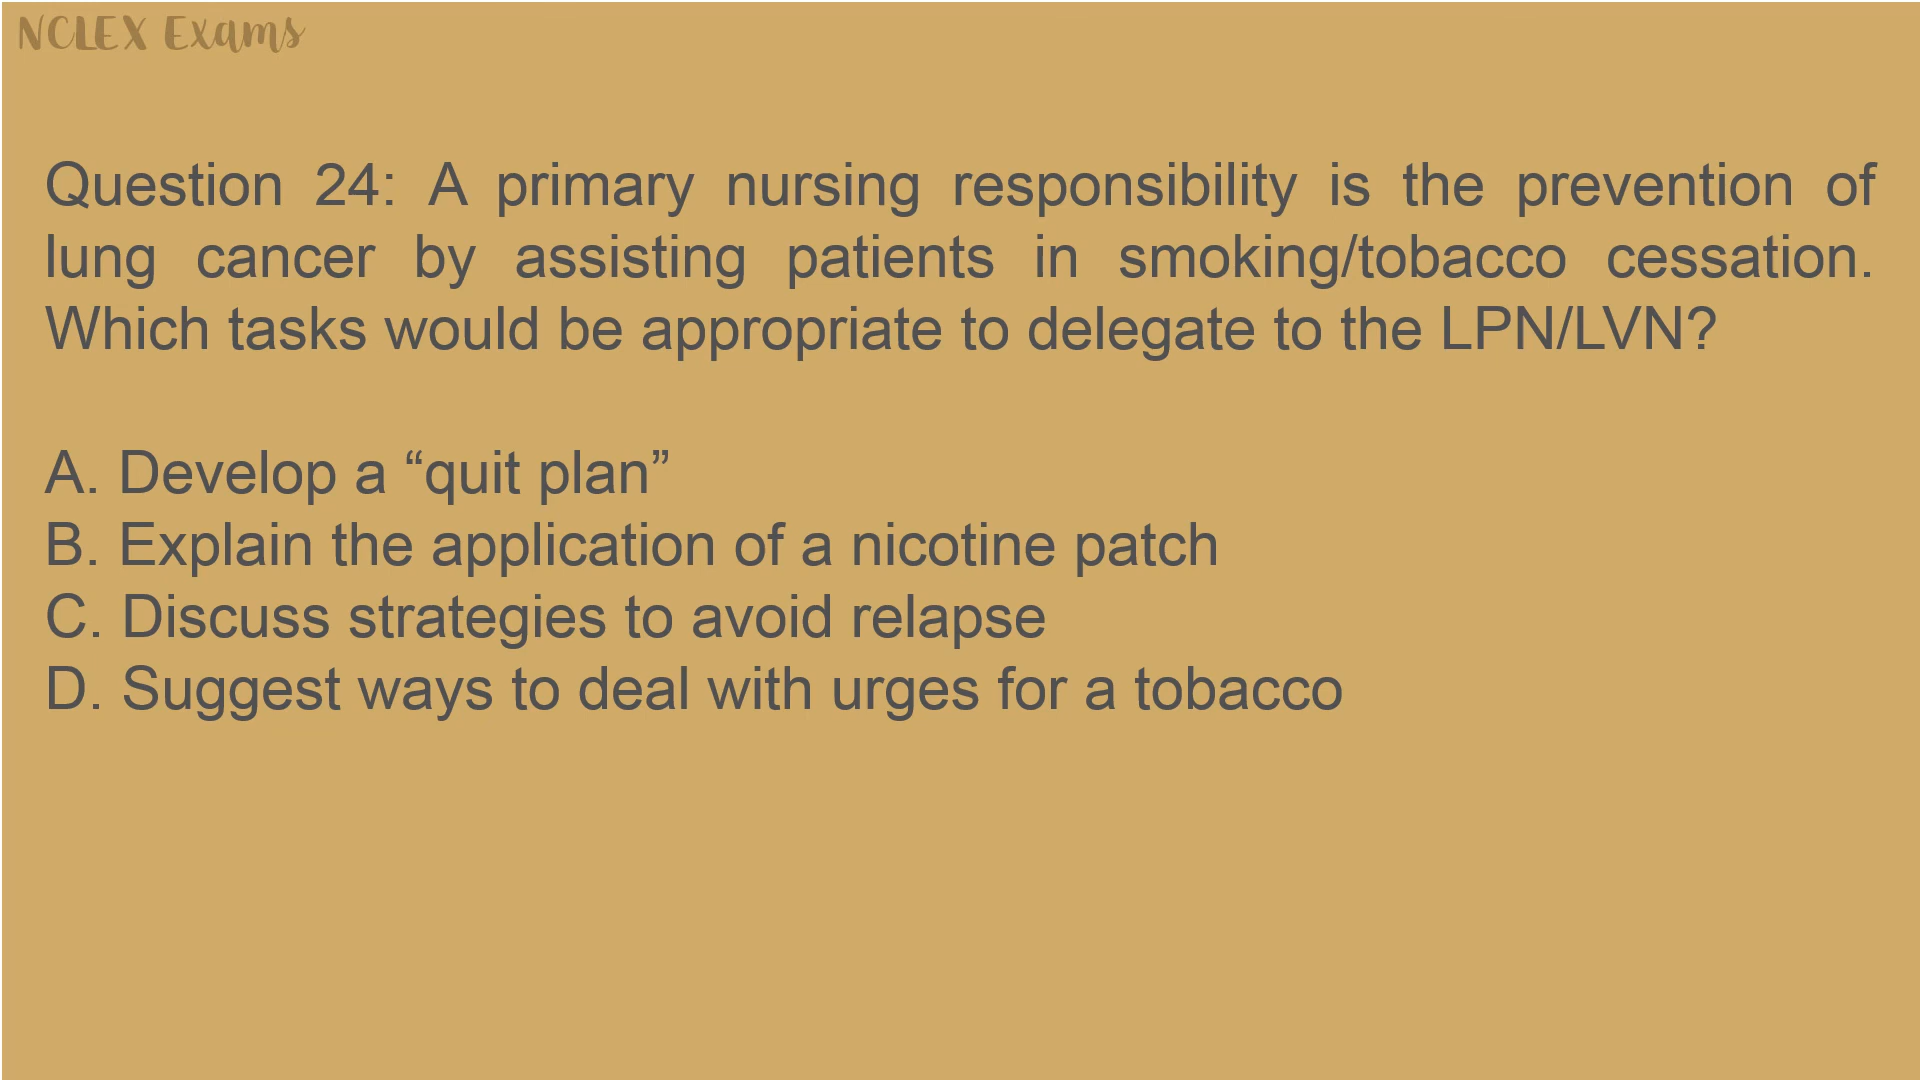 NCLEX Exams
Question 24: A primary nursing responsibility is the prevention of
lung cancer by assisting patients in smoking/tobacco cessation.
Which tasks would be appropriate to delegate to the LPN/LVN?
A. Develop a “quit plan”
B. Explain the application of a nicotine patch
C. Discuss strategies to avoid relapse
D. Suggest ways to deal with urges for a tobacco